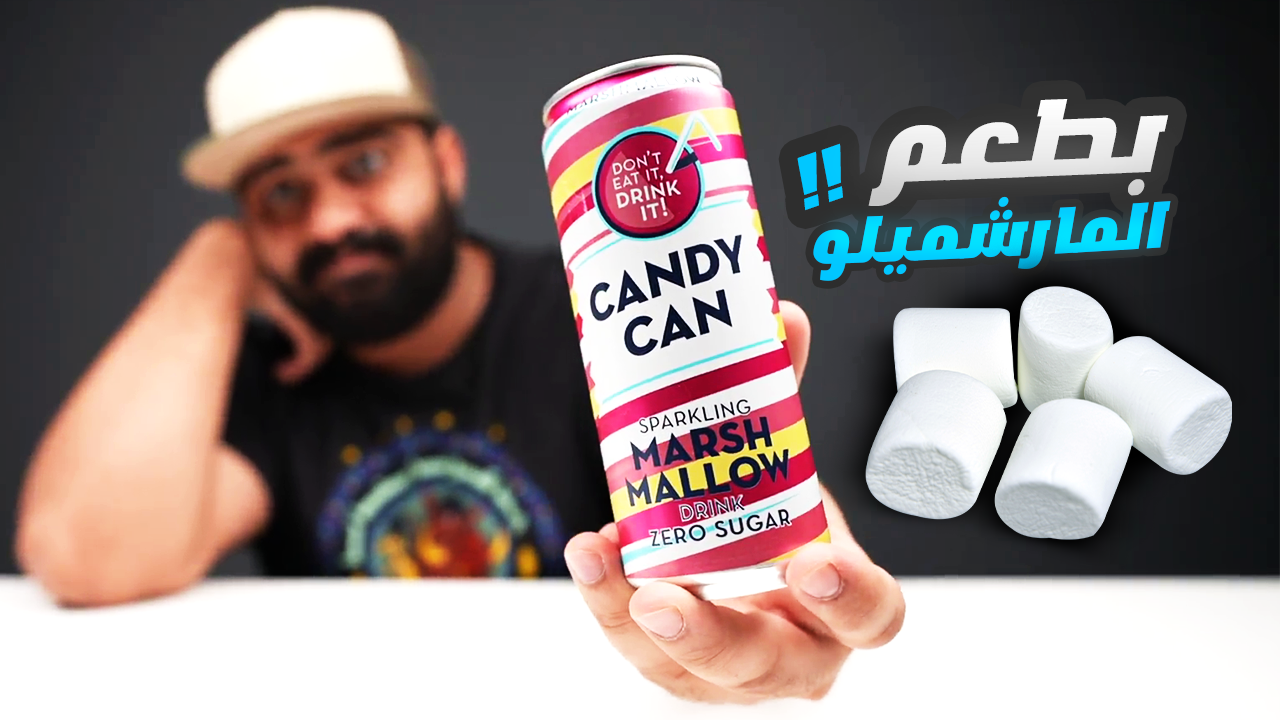 DON'T
EAT IT,
DRINK
IT!
CANDY
CAN
SPARKLING
MARSH
MALLOW
DRINK
ZERO SUGAR
بطعم !!
المارشميلو